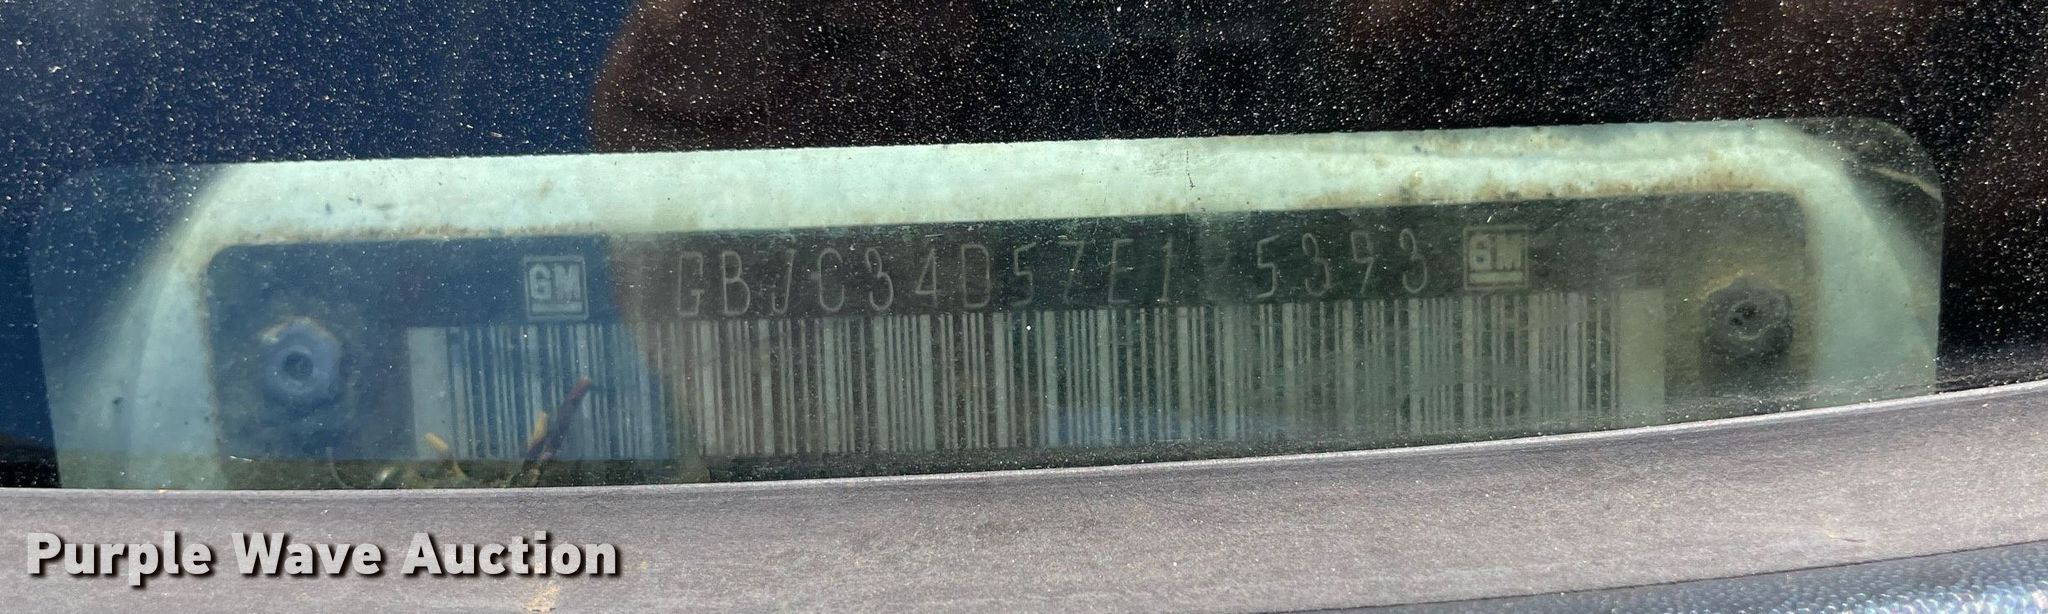 GM GBJC34D57E1 5393 GM
Purple Wave Auction